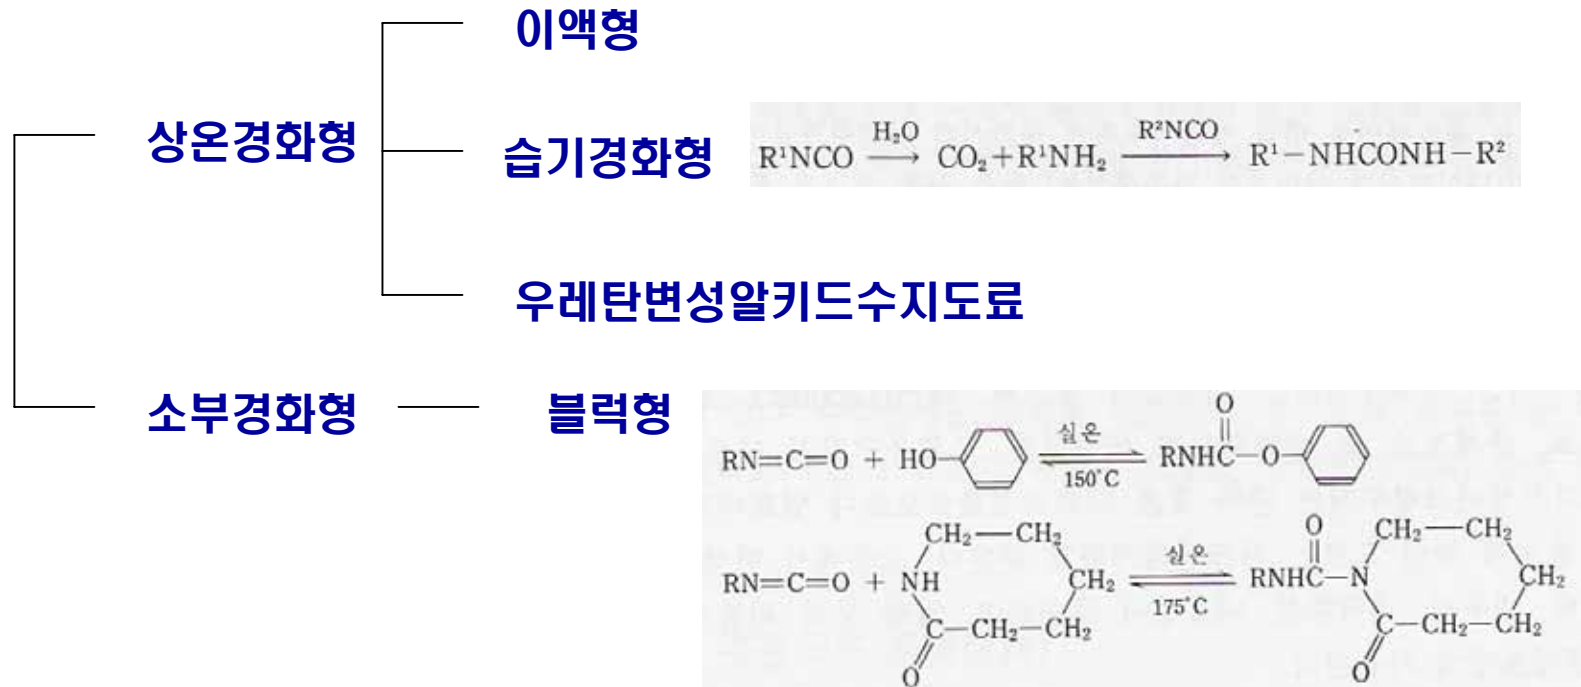 이액형
상온경화형
습기경화형
R¹NCO H₂O → CO₂+R¹NH₂ R²NCO → R¹—NHCONH—R²
우레탄변성알키드수지도료
소부경화형
블럭형
RN=C=O + HO— 실온 150°C RNHC(=O)—O—
RN=C=O + NH CH₂—CH₂ CH₂ C—CH₂—CH₂ O 실온 175°C RNHC(=O)—N CH₂—CH₂ CH₂ C—CH₂—CH₂ O